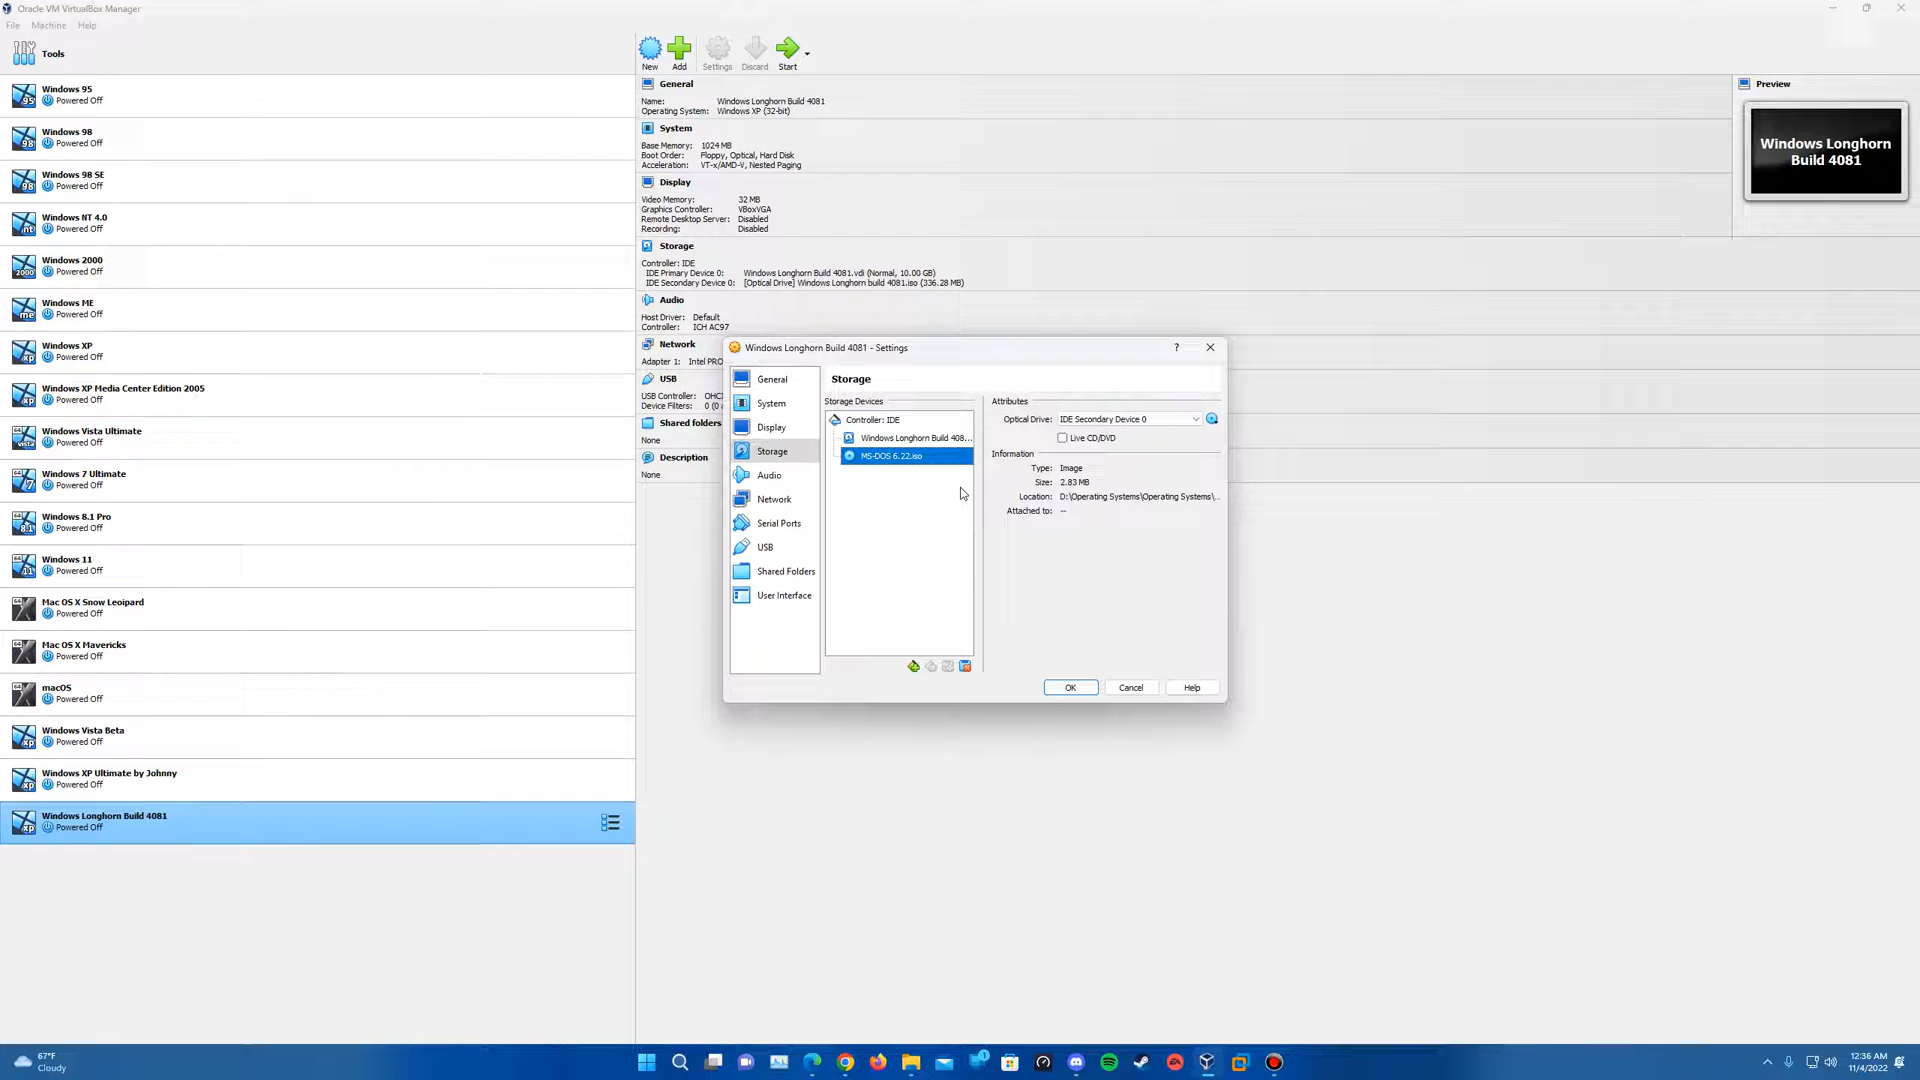 Oracle VM VirtualBox Manager
File Machine Help
Tools
Windows 95
Powered Off
Windows 98
Powered Off
Windows 98 SE
Powered Off
Windows NT 4.0
Powered Off
Windows 2000
Powered Off
Windows ME
Powered Off
Windows XP
Powered Off
Windows XP Media Center Edition 2005
Powered Off
Windows Vista Ultimate
Powered Off
Windows 7 Ultimate
Powered Off
Windows 8.1 Pro
Powered Off
Windows 11
Powered Off
Mac OS X Snow Leoipard
Powered Off
Mac OS X Mavericks
Powered Off
macOS
Powered Off
Windows Vista Beta
Powered Off
Windows XP Ultimate by Johnny
Powered Off
Windows Longhorn Build 4081
Powered Off
New Add Settings Discard Start
General
Name: Windows Longhorn Build 4081
Operating System: Windows XP (32-bit)
System
Base Memory: 1024 MB
Boot Order: Floppy, Optical, Hard Disk
Acceleration: VT-x/AMD-V, Nested Paging
Display
Video Memory: 32 MB
Graphics Controller: VBoxVGA
Remote Desktop Server: Disabled
Recording: Disabled
Storage
Controller: IDE
IDE Primary Device 0: Windows Longhorn Build 4081.vdi (Normal, 10.00 GB)
IDE Secondary Device 0: [Optical Drive] Windows Longhorn build 4081.iso (336.28 MB)
Audio
Host Driver: Default
Controller: ICH AC97
Network
Adapter 1: Intel PRO
USB
USB Controller: OHCI
Device Filters: 0 (0 a
Shared folders
None
Description
None
Preview
Windows Longhorn
Build 4081
Windows Longhorn Build 4081 - Settings
?
General
System
Display
Storage
Audio
Network
Serial Ports
USB
Shared Folders
User Interface
Storage
Storage Devices
Controller: IDE
Windows Longhorn Build 408...
MS-DOS 6.22.iso
Attributes
Optical Drive: IDE Secondary Device 0
Live CD/DVD
Information
Type: Image
Size: 2.83 MB
Location: D:\Operating Systems\Operating Systems\...
Attached to: --
OK Cancel Help
67°F
Cloudy
12:36 AM
11/4/2022